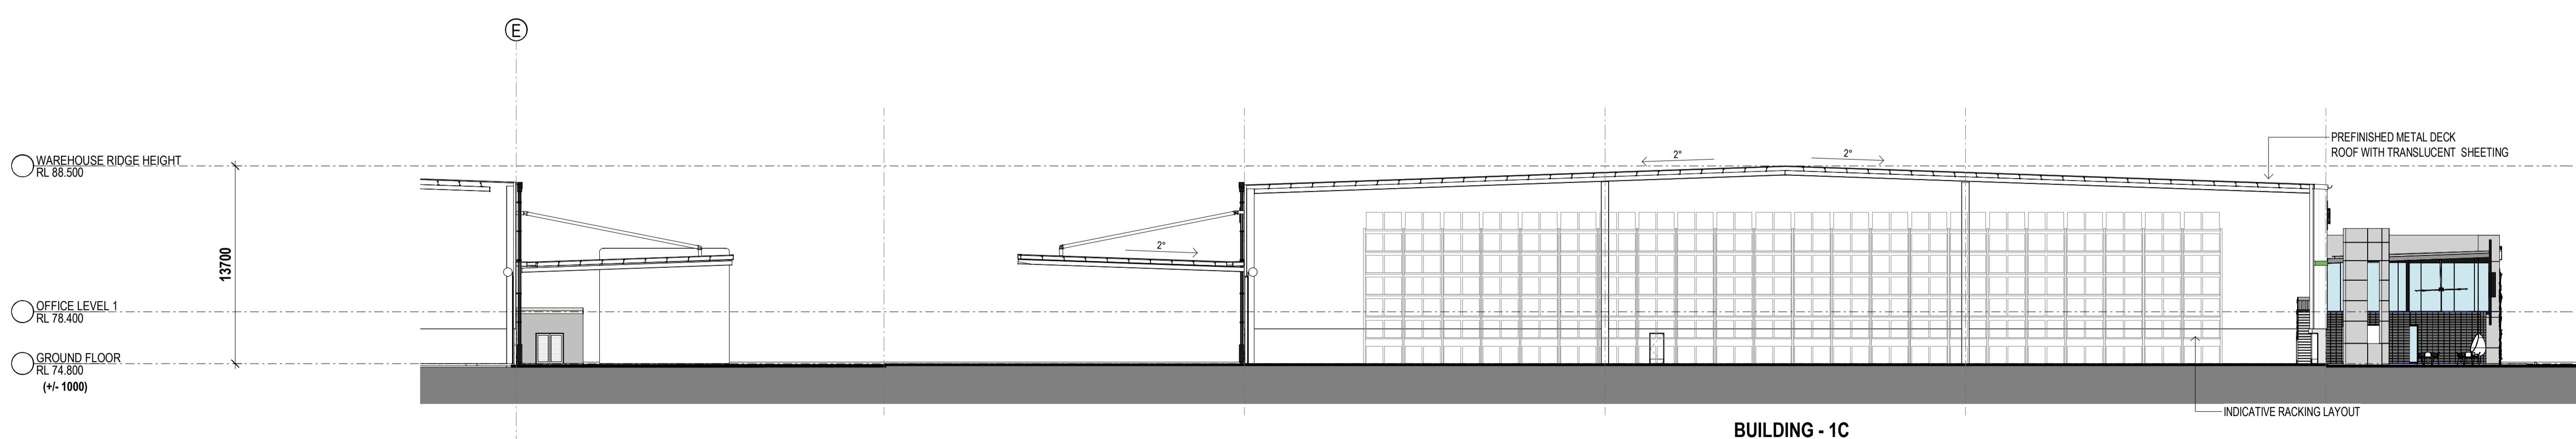 E
WAREHOUSE RIDGE HEIGHT
RL 88.500
13700
OFFICE LEVEL 1
RL 78.400
GROUND FLOOR
RL 74.800
(+/- 1000)
2°
2°
2°
PREFINISHED METAL DECK
ROOF WITH TRANSLUCENT SHEETING
INDICATIVE RACKING LAYOUT
BUILDING - 1C